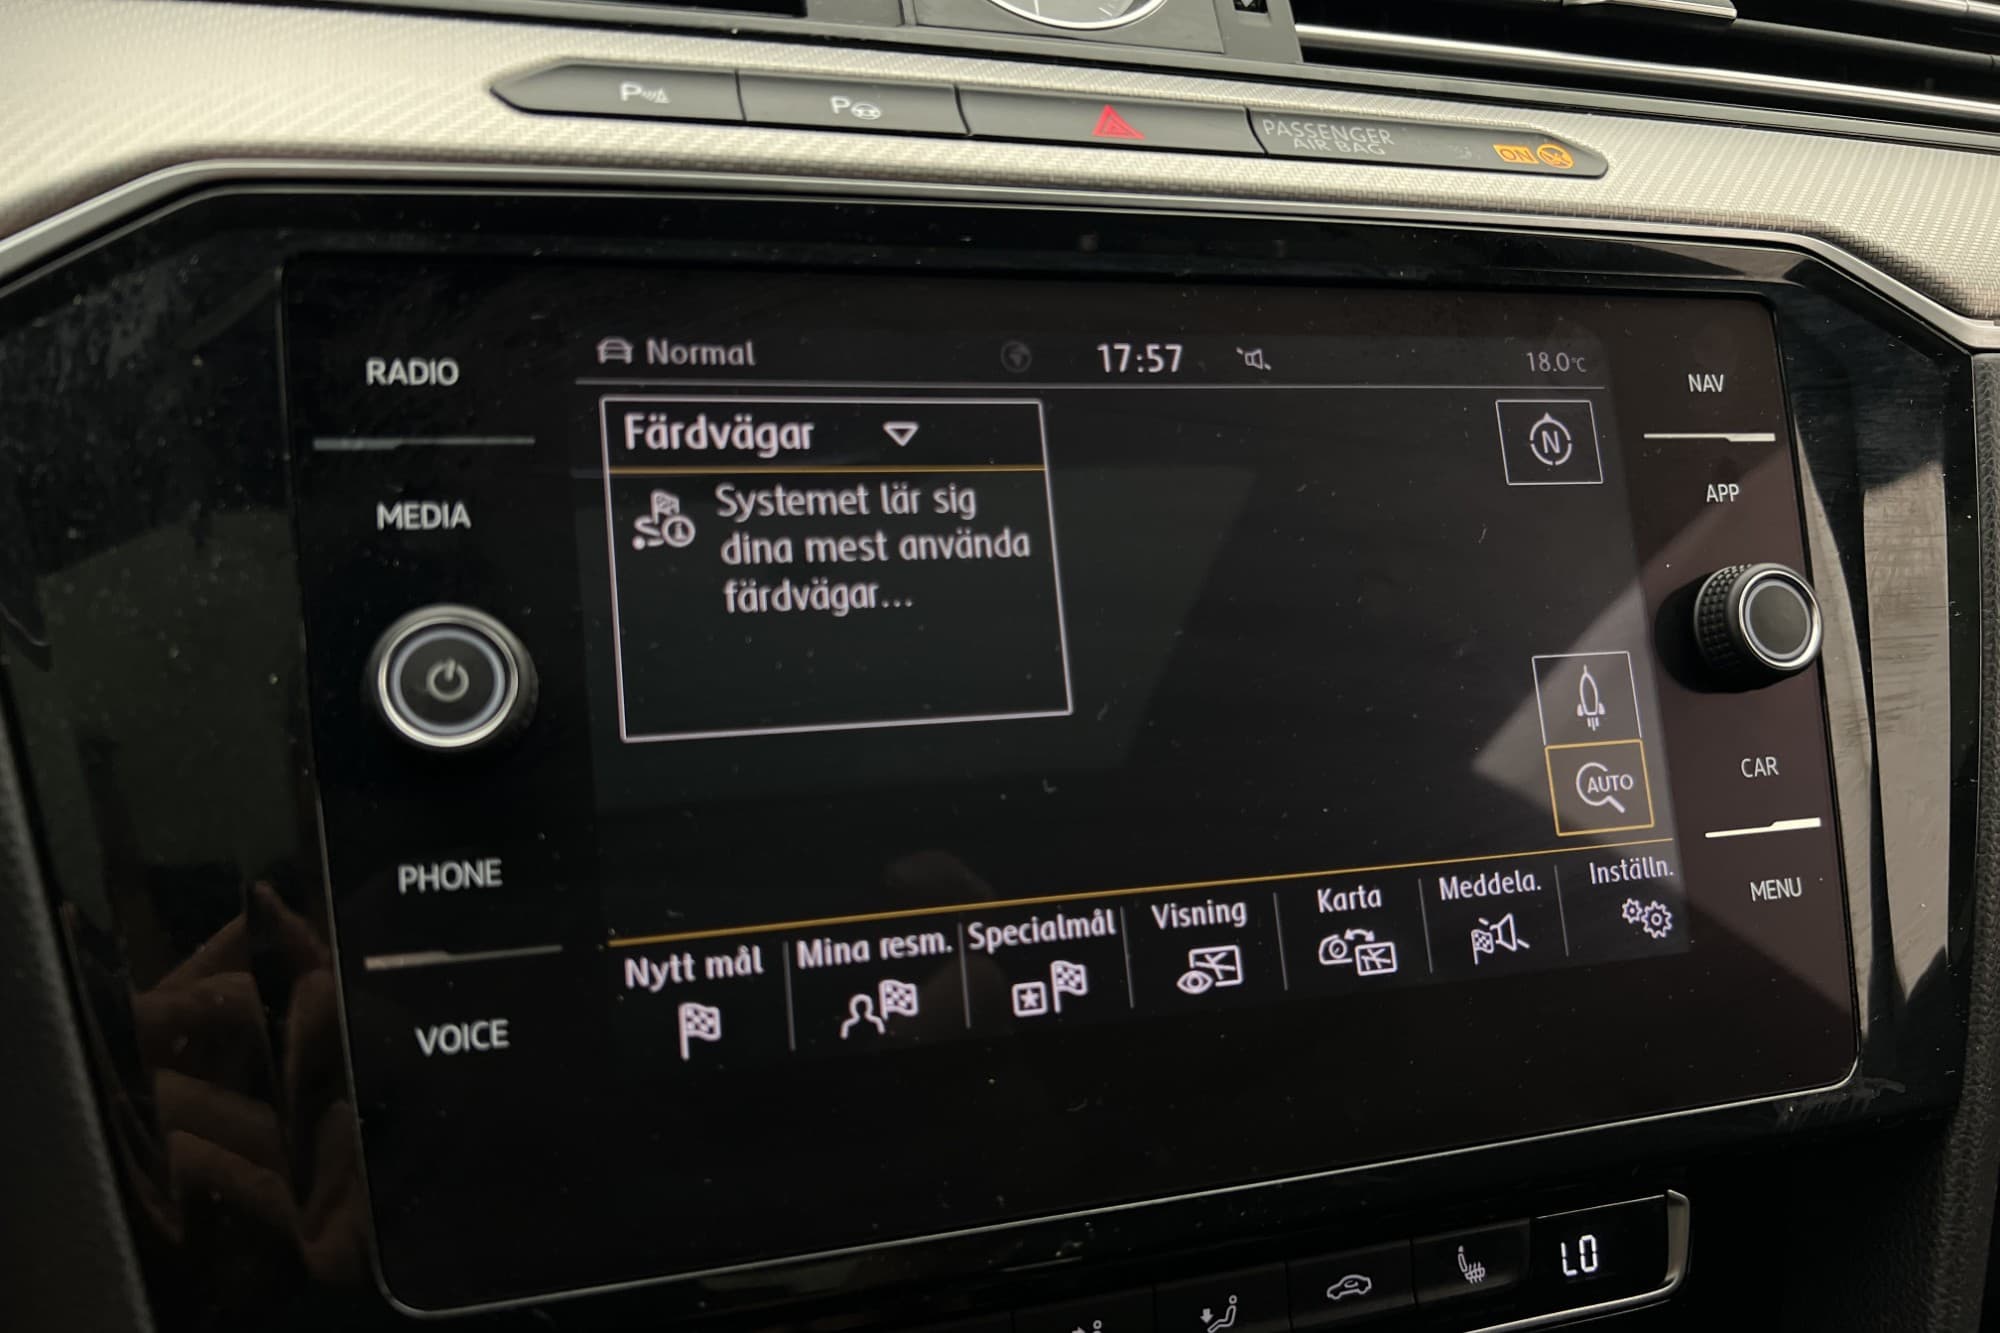 P
P
PASSENGER
AIR BAG
ON
RADIO
MEDIA
PHONE
VOICE
Normal
17:57
18.0°C
Färdvägar
Systemet lär sig
dina mest använda
färdvägar...
N
AUTO
Nytt mål
Mina resm.
Specialmål
Visning
Karta
Meddela.
Inställn.
NAV
APP
CAR
MENU
LO